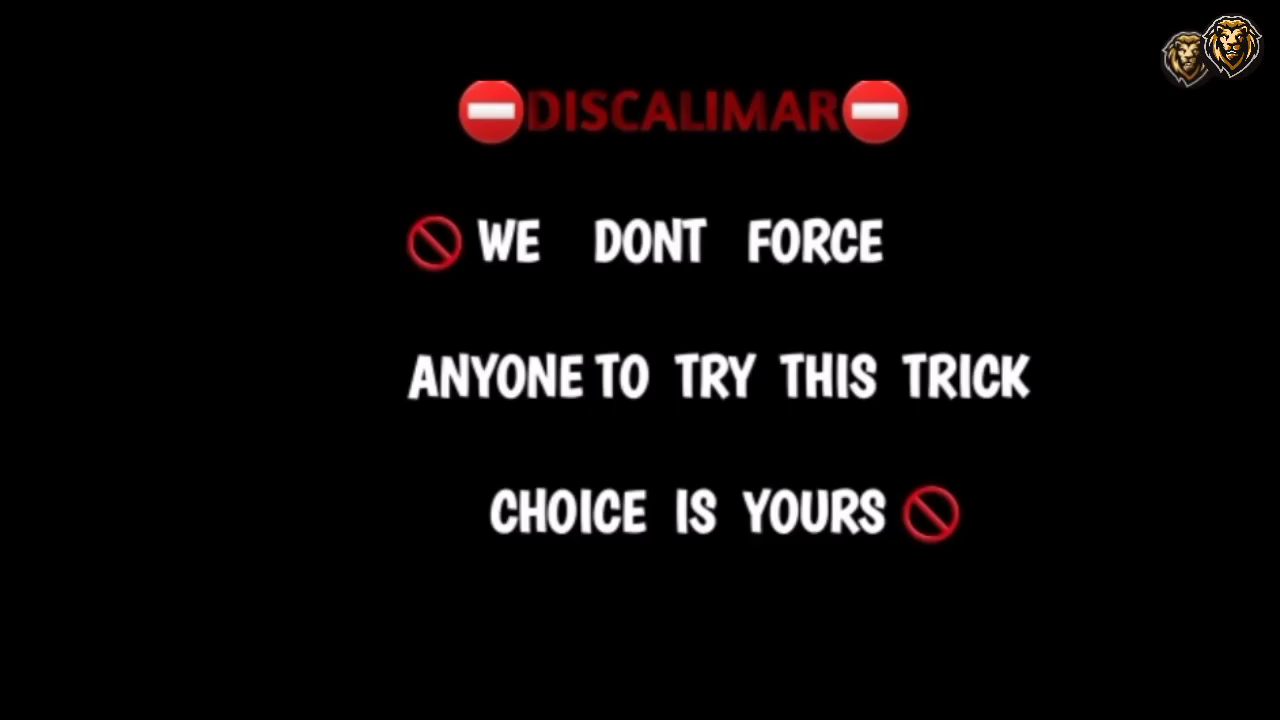 ⛔DISCALIMAR⛔
🚫 WE DONT FORCE
ANYONE TO TRY THIS TRICK
CHOICE IS YOURS 🚫